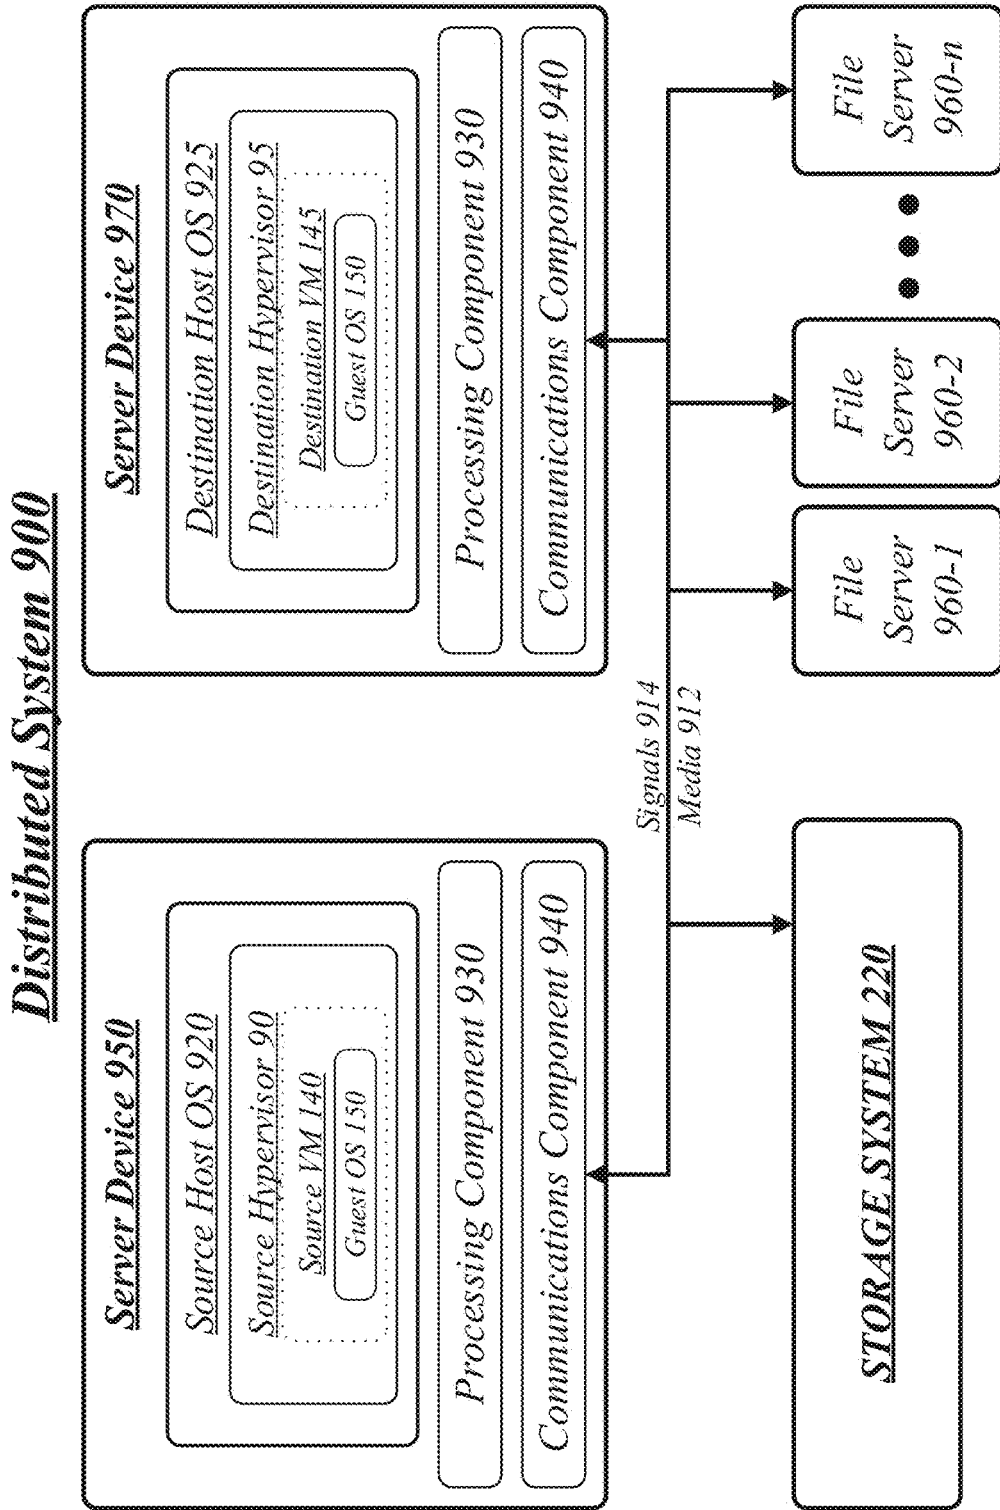 Distributed System 900
Server Device 950
Source Host OS 920
Source Hypervisor 90
Source VM 140
Guest OS 150
Processing Component 930
Communications Component 940
Server Device 970
Destination Host OS 925
Destination Hypervisor 95
Destination VM 145
Guest OS 150
Processing Component 930
Communications Component 940
Signals 914
Media 912
STORAGE SYSTEM 220
File
Server
960-1
File
Server
960-2
File
Server
960-n